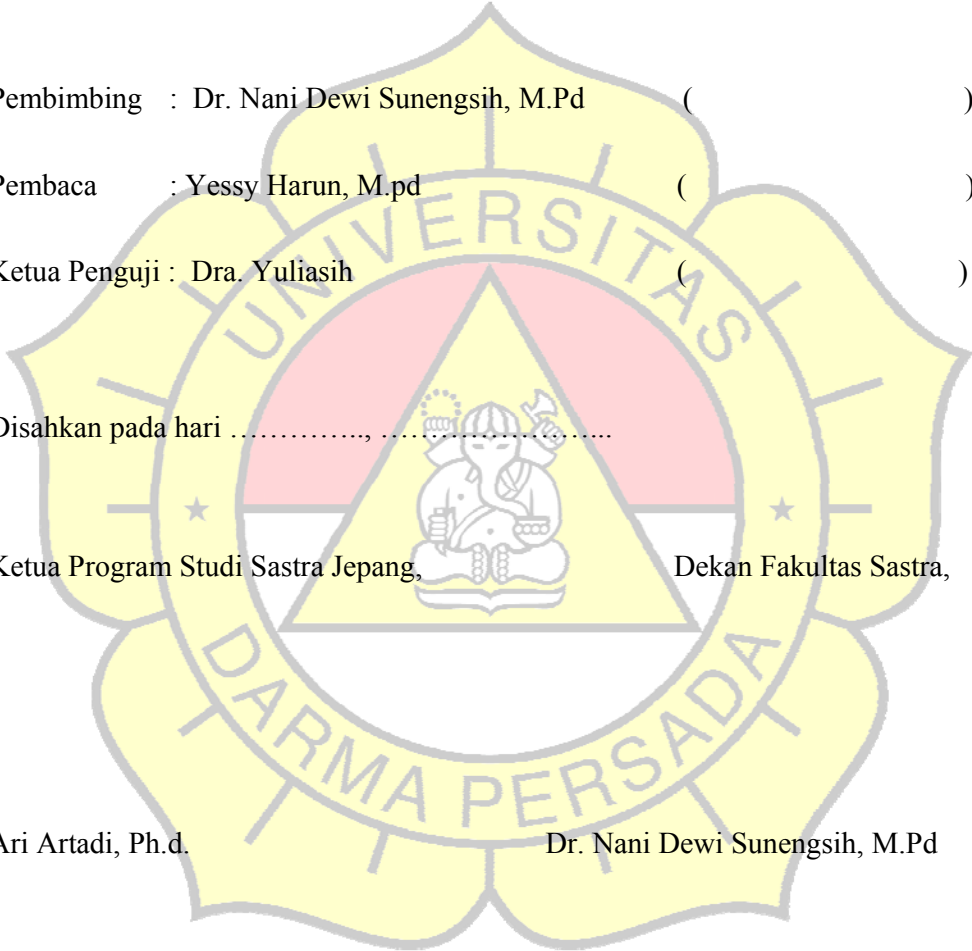 Pembimbing : Dr. Nani Dewi Sunengsih, M.Pd ( )
Pembaca : Yessy Harun, M.pd ( )
UNIVERSITAS
Ketua Penguji : Dra. Yuliasih ( )
Disahkan pada hari ………….., …………………...
Ketua Program Studi Sastra Jepang, Dekan Fakultas Sastra,
DARMA PERSADA
Ari Artadi, Ph.d. Dr. Nani Dewi Sunengsih, M.Pd